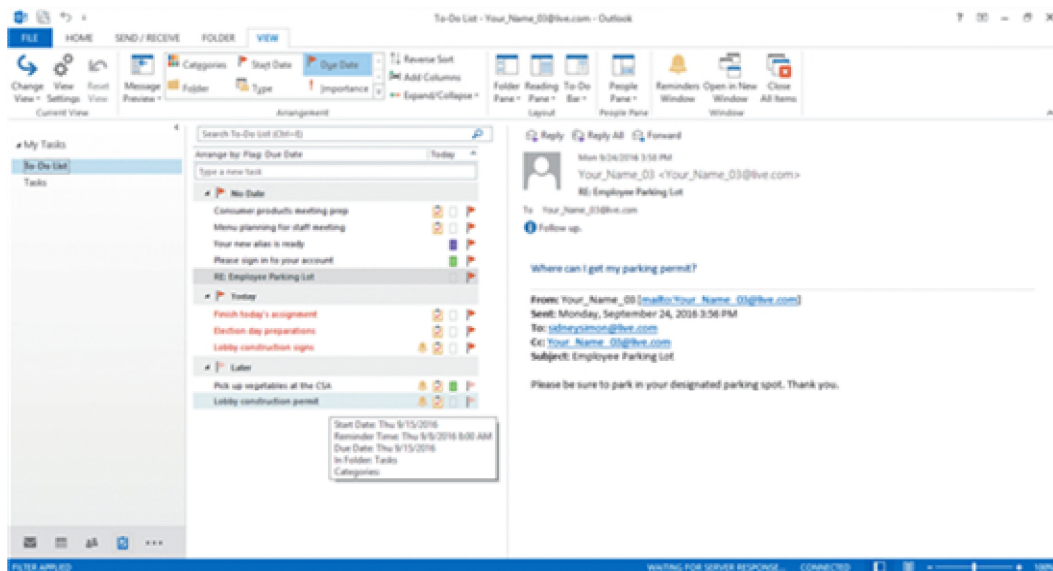 To-Do List - Your_Name_03@live.com - Outlook
FILE HOME SEND / RECEIVE FOLDER VIEW
Change View View Settings Reset View
Message Preview
Categories Start Date Due Date
Folder Type Importance
Reverse Sort
Add Columns
Expand/Collapse
Folder Pane Reading Pane To-Do Bar
People Pane
Reminders Window Open in New Window Close All Items
Current View Arrangement Layout People Pane Window
My Tasks
To-Do List
Tasks
Search To-Do List (Ctrl+E)
Arrange by: Flag: Due Date Today
Type a new task
No Date
Consumer products meeting prep
Menu planning for staff meeting
Your new alias is ready
Please sign in to your account
RE: Employee Parking Lot
Today
Finish today's assignment
Election day preparations
Lobby construction signs
Later
Pick up vegetables at the CSA
Lobby construction permit
Start Date: Thu 9/15/2016
Reminder Time: Thu 9/8/2016 8:00 AM
Due Date: Thu 9/15/2016
In Folder: Tasks
Categories:
Reply Reply All Forward
Mon 9/24/2016 3:58 PM
Your_Name_03 <Your_Name_03@live.com>
RE: Employee Parking Lot
To Your_Name_03@live.com
Follow up.
Where can I get my parking permit?
From: Your_Name_03 [mailto:Your_Name_03@live.com]
Sent: Monday, September 24, 2016 3:56 PM
To: sidneysimon@live.com
Cc: Your_Name_03@live.com
Subject: Employee Parking Lot
Please be sure to park in your designated parking spot. Thank you.
FILTER APPLIED WAITING FOR SERVER RESPONSE... CONNECTED 100%